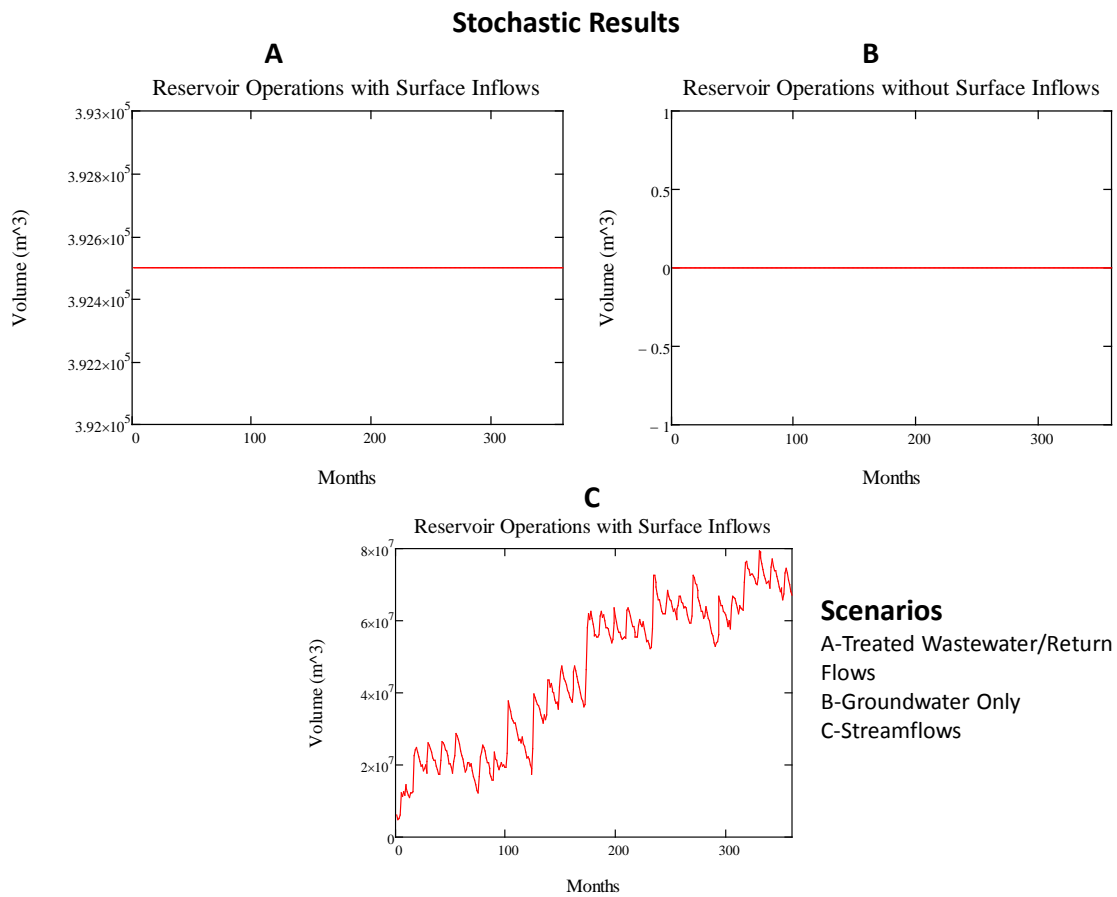 Stochastic Results
A
Reservoir Operations with Surface Inflows
3.93×10^5
3.928×10^5
3.926×10^5
3.924×10^5
3.922×10^5
3.92×10^5
Volume (m^3)
0 100 200 300
Months
B
Reservoir Operations without Surface Inflows
1
0.5
0
− 0.5
− 1
Volume (m^3)
0 100 200 300
Months
C
Reservoir Operations with Surface Inflows
8×10^7
6×10^7
4×10^7
2×10^7
0
Volume (m^3)
0 100 200 300
Months
Scenarios
A-Treated Wastewater/Return
Flows
B-Groundwater Only
C-Streamflows